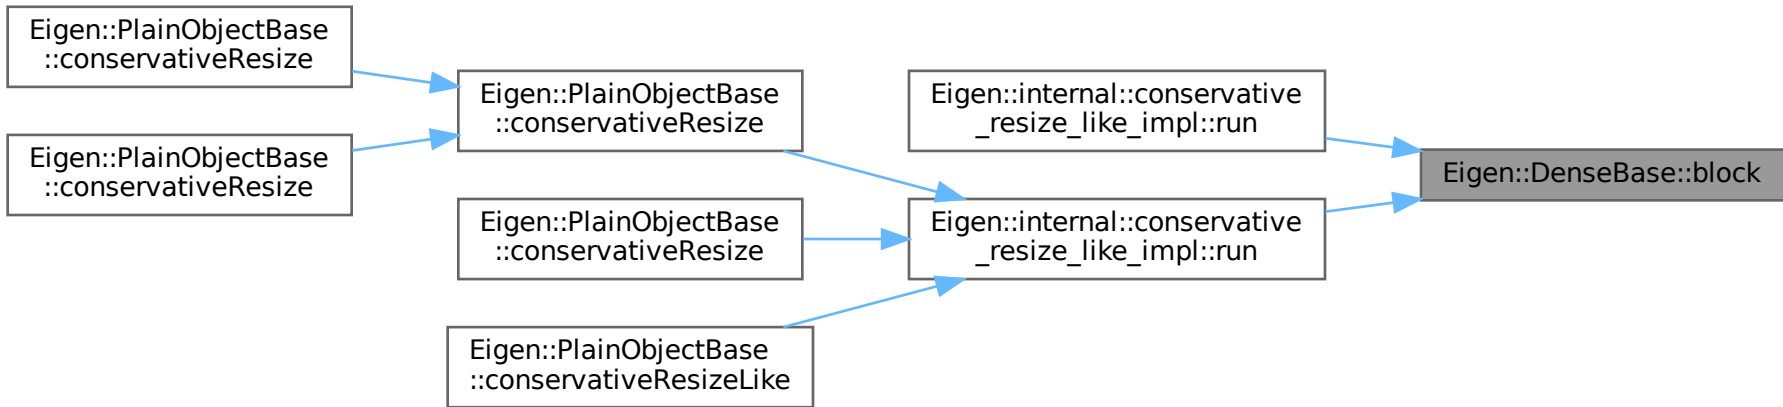 Eigen::PlainObjectBase
::conservativeResize
Eigen::PlainObjectBase
::conservativeResize
Eigen::PlainObjectBase
::conservativeResize
Eigen::PlainObjectBase
::conservativeResize
Eigen::PlainObjectBase
::conservativeResizeLike
Eigen::internal::conservative
_resize_like_impl::run
Eigen::internal::conservative
_resize_like_impl::run
Eigen::DenseBase::block